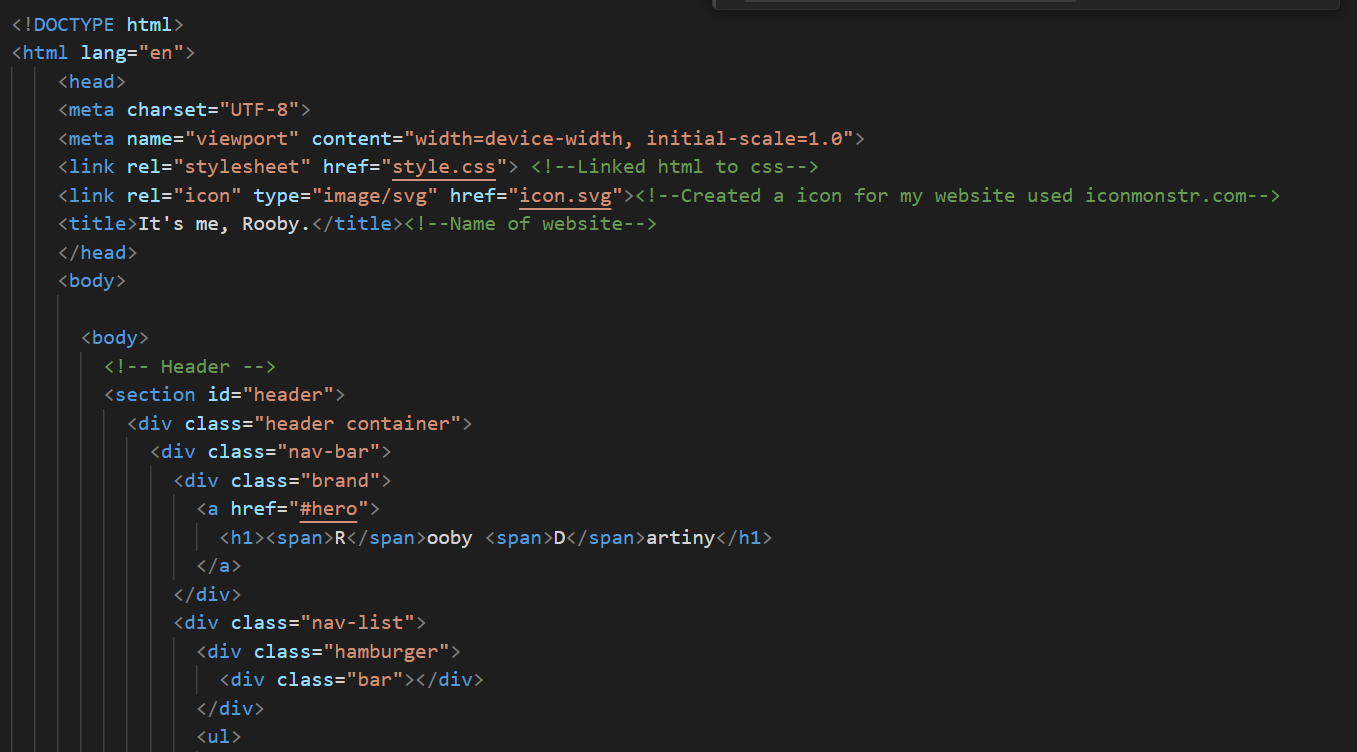 <!DOCTYPE html>
<html lang="en">
<head>
<meta charset="UTF-8">
<meta name="viewport" content="width=device-width, initial-scale=1.0">
<link rel="stylesheet" href="style.css"> <!--Linked html to css-->
<link rel="icon" type="image/svg" href="icon.svg"><!--Created a icon for my website used iconmonstr.com-->
<title>It's me, Rooby.</title><!--Name of website-->
</head>
<body>
<body>
<!-- Header -->
<section id="header">
<div class="header container">
<div class="nav-bar">
<div class="brand">
<a href="#hero">
<h1><span>R</span>ooby <span>D</span>artiny</h1>
</a>
</div>
<div class="nav-list">
<div class="hamburger">
<div class="bar"></div>
</div>
<ul>